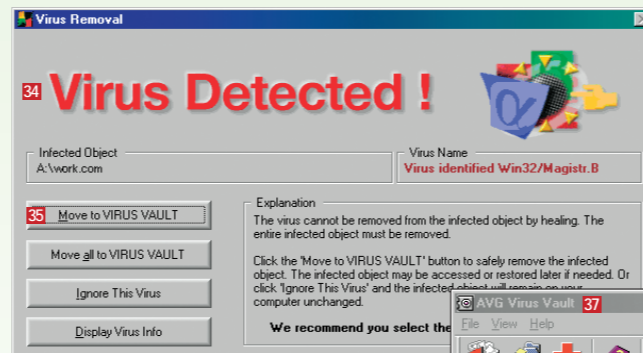 Virus Removal
34 Virus Detected !
Infected Object
A:\work.com
Virus Name
Virus identified Win32/Magistr.B
35 Move to VIRUS VAULT
Move all to VIRUS VAULT
Ignore This Virus
Display Virus Info
Explanation
The virus cannot be removed from the infected object by healing. The
entire infected object must be removed.
Click the 'Move to VIRUS VAULT' button to safely remove the infected
object. The infected object may be accessed or restored later if needed. Or
click 'Ignore This Virus' and the infected object will remain on your
computer unchanged.
We recommend you select the
AVG Virus Vault 37
File View Help